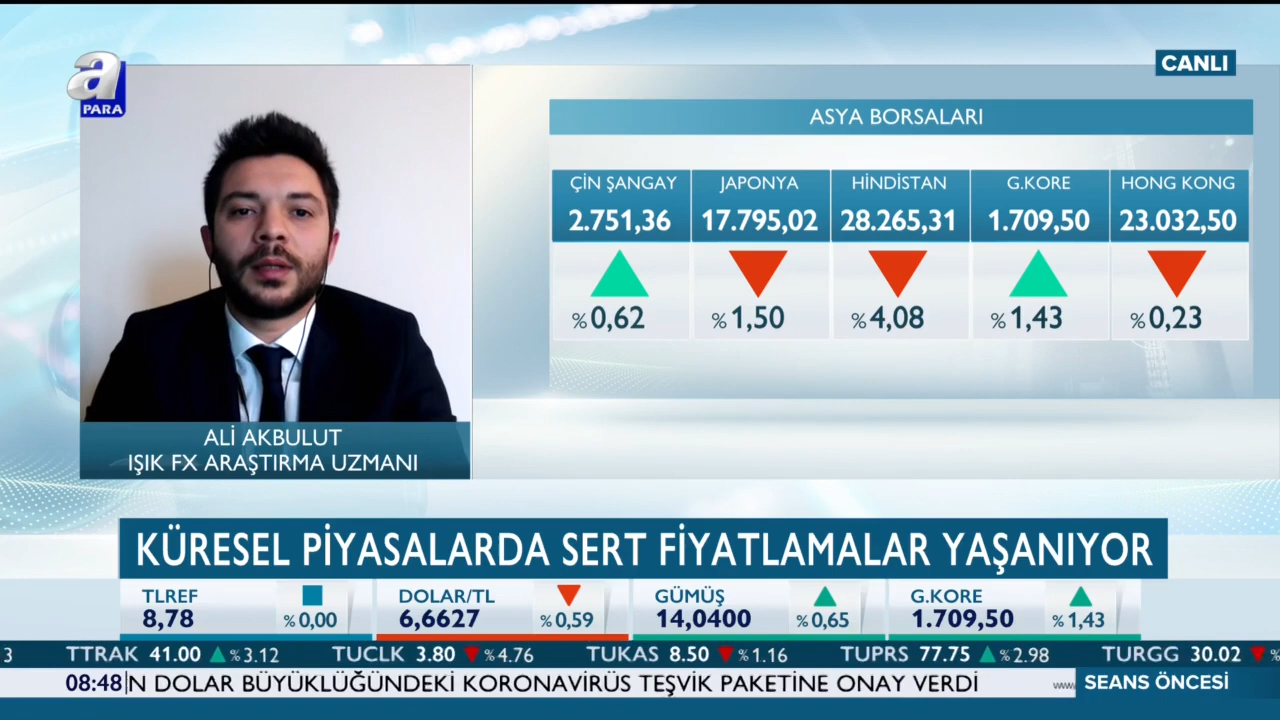 a
PARA
CANLI
ASYA BORSALARI
ÇİN ŞANGAY JAPONYA HİNDİSTAN G.KORE HONG KONG
2.751,36 17.795,02 28.265,31 1.709,50 23.032,50
%0,62 %1,50 %4,08 %1,43 %0,23
ALİ AKBULUT
IŞIK FX ARAŞTIRMA UZMANI
KÜRESEL PİYASALARDA SERT FİYATLAMALAR YAŞANIYOR
TLREF DOLAR/TL GÜMÜŞ G.KORE
8,78 %0,00 6,6627 %0,59 14,0400 %0,65 1.709,50 %1,43
3 TTRAK 41.00 %3.12 TUCLK 3.80 %4.76 TUKAS 8.50 %1.16 TUPRS 77.75 %2.98 TURGG 30.02 %
08:48 İN DOLAR BÜYÜKLÜĞÜNDEKİ KORONAVİRÜS TEŞVİK PAKETİNE ONAY VERDİ www. SEANS ÖNCESİ